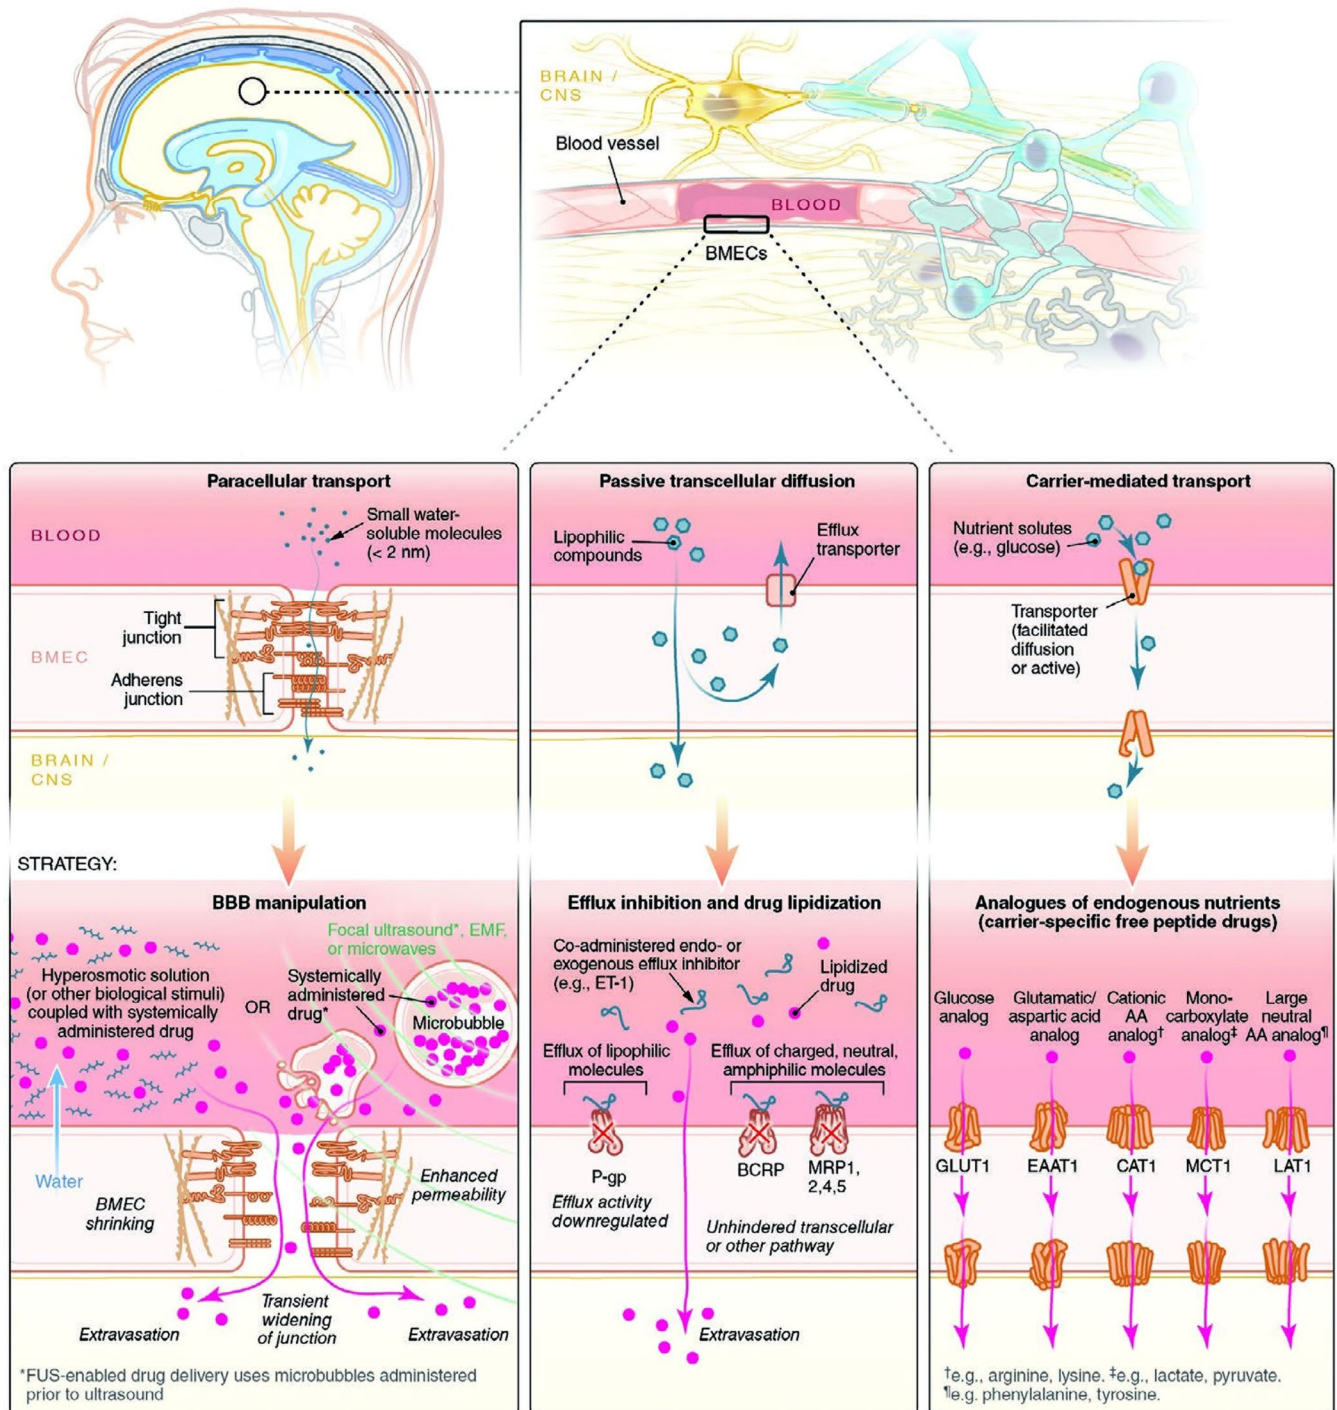 BRAIN /
CNS
Blood vessel
BLOOD
BMECs
Paracellular transport
BLOOD
Small water-
soluble molecules
(< 2 nm)
Tight
junction
BMEC
Adherens
junction
BRAIN /
CNS
Passive transcellular diffusion
Lipophilic
compounds
Efflux
transporter
Carrier-mediated transport
Nutrient solutes
(e.g., glucose)
Transporter
(facilitated
diffusion
or active)
STRATEGY:
BBB manipulation
Focal ultrasound*, EMF,
or microwaves
Hyperosmotic solution
(or other biological stimuli)
coupled with systemically
administered drug
OR
Systemically
administered
drug*
Microbubble
Water
BMEC
shrinking
Enhanced
permeability
Extravasation
Transient
widening
of junction
Extravasation
*FUS-enabled drug delivery uses microbubbles administered
prior to ultrasound
Efflux inhibition and drug lipidization
Co-administered endo- or
exogenous efflux inhibitor
(e.g., ET-1)
Lipidized
drug
Efflux of lipophilic
molecules
Efflux of charged, neutral,
amphiphilic molecules
P-gp
BCRP
MRP1,
2,4,5
Efflux activity
downregulated
Unhindered transcellular
or other pathway
Extravasation
Analogues of endogenous nutrients
(carrier-specific free peptide drugs)
Glucose
analog
Glutamatic/
aspartic acid
analog
Cationic
AA
analog†
Mono-
carboxylate
analog‡
Large
neutral
AA analog¶
GLUT1
EAAT1
CAT1
MCT1
LAT1
†e.g., arginine, lysine. ‡e.g., lactate, pyruvate.
¶e.g. phenylalanine, tyrosine.